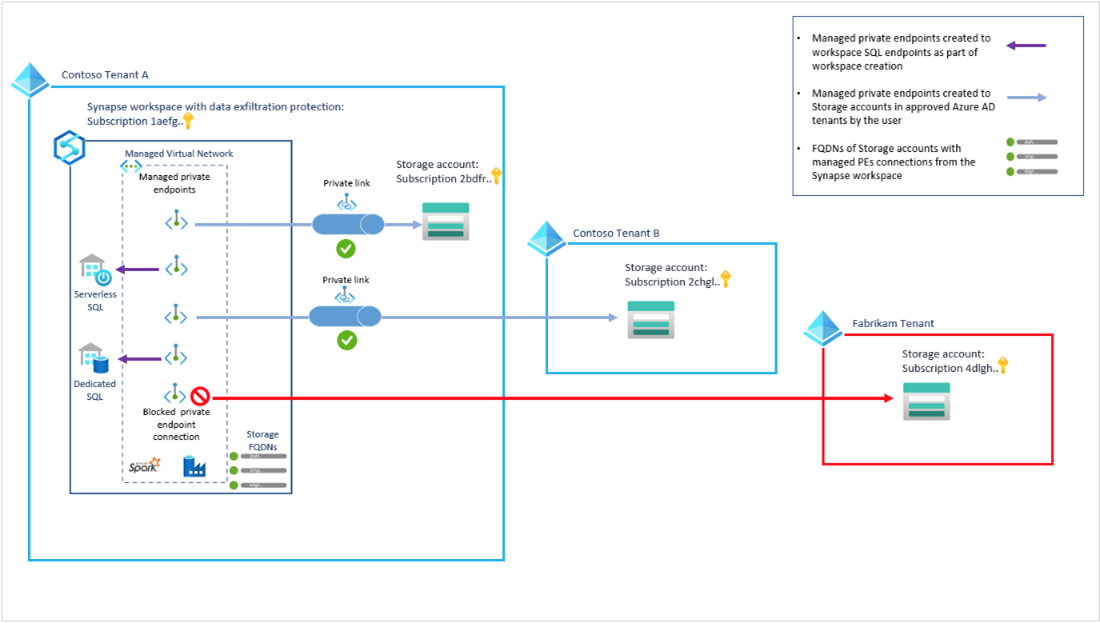 Contoso Tenant A
Synapse workspace with data exfiltration protection:
Subscription 1aefg..
Managed Virtual Network
Managed private
endpoints
Serverless
SQL
Dedicated
SQL
Blocked private
endpoint
connection
Spark
Storage
FQDNs
Private link
Private link
Storage account:
Subscription 2bdfr..
Contoso Tenant B
Storage account:
Subscription 2chgl..
Fabrikam Tenant
Storage account:
Subscription 4dlgh..
• Managed private endpoints created to
workspace SQL endpoints as part of
workspace creation
• Managed private endpoints created to
Storage accounts in approved Azure AD
tenants by the user
• FQDNs of Storage accounts with
managed PEs connections from the
Synapse workspace